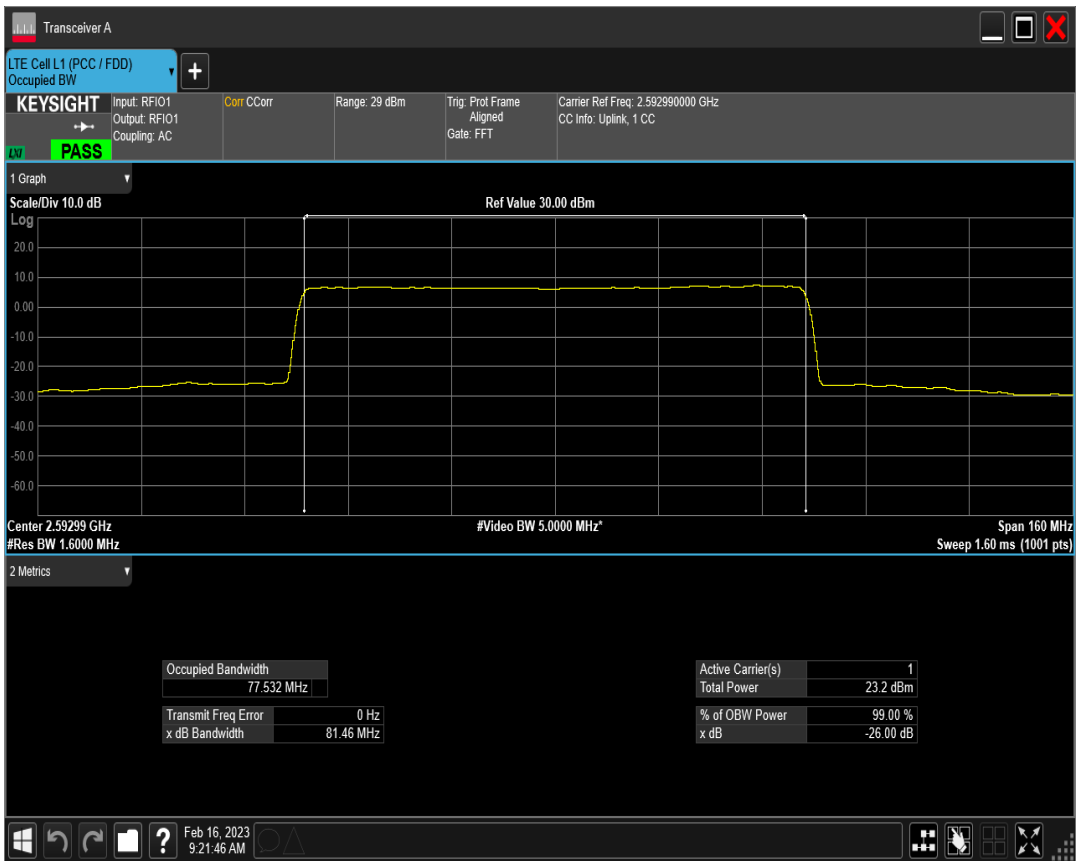 Transceiver A
LTE Cell L1 (PCC / FDD)
Occupied BW
+
KEYSIGHT
LXI
PASS
Input: RFIO1
Output: RFIO1
Coupling: AC
Corr CCorr
Range: 29 dBm
Trig: Prot Frame
Aligned
Gate: FFT
Carrier Ref Freq: 2.592990000 GHz
CC Info: Uplink, 1 CC
1 Graph
Scale/Div 10.0 dB
Ref Value 30.00 dBm
Log
20.0
10.0
0.00
-10.0
-20.0
-30.0
-40.0
-50.0
-60.0
Center 2.59299 GHz
#Video BW 5.0000 MHz*
Span 160 MHz
#Res BW 1.6000 MHz
Sweep 1.60 ms (1001 pts)
2 Metrics
Occupied Bandwidth
77.532 MHz
Transmit Freq Error 0 Hz
x dB Bandwidth 81.46 MHz
Active Carrier(s) 1
Total Power 23.2 dBm
% of OBW Power 99.00 %
x dB -26.00 dB
?
Feb 16, 2023
9:21:46 AM